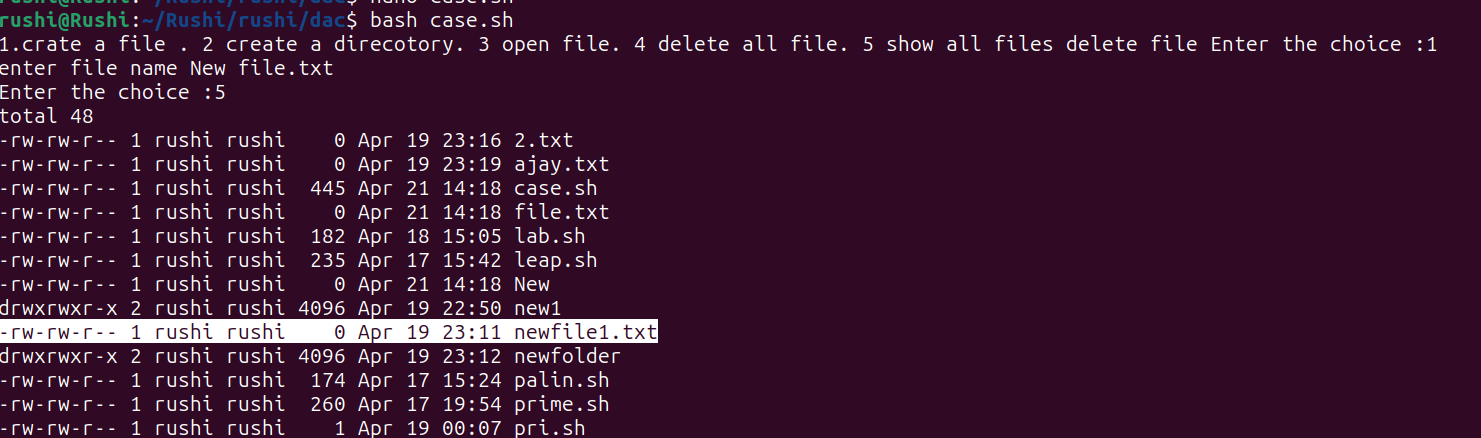 rushi@Rushi:~/Rushi/rushi/dac$ nano case.sh
rushi@Rushi:~/Rushi/rushi/dac$ bash case.sh
1.crate a file . 2 create a direcotory. 3 open file. 4 delete all file. 5 show all files delete file Enter the choice :1
enter file name New file.txt
Enter the choice :5
total 48
-rw-rw-r-- 1 rushi rushi    0 Apr 19 23:16 2.txt
-rw-rw-r-- 1 rushi rushi    0 Apr 19 23:19 ajay.txt
-rw-rw-r-- 1 rushi rushi  445 Apr 21 14:18 case.sh
-rw-rw-r-- 1 rushi rushi    0 Apr 21 14:18 file.txt
-rw-rw-r-- 1 rushi rushi  182 Apr 18 15:05 lab.sh
-rw-rw-r-- 1 rushi rushi  235 Apr 17 15:42 leap.sh
-rw-rw-r-- 1 rushi rushi    0 Apr 21 14:18 New
drwxrwxr-x 2 rushi rushi 4096 Apr 19 22:50 new1
-rw-rw-r-- 1 rushi rushi    0 Apr 19 23:11 newfile1.txt
drwxrwxr-x 2 rushi rushi 4096 Apr 19 23:12 newfolder
-rw-rw-r-- 1 rushi rushi  174 Apr 17 15:24 palin.sh
-rw-rw-r-- 1 rushi rushi  260 Apr 17 19:54 prime.sh
-rw-rw-r-- 1 rushi rushi    1 Apr 19 00:07 pri.sh